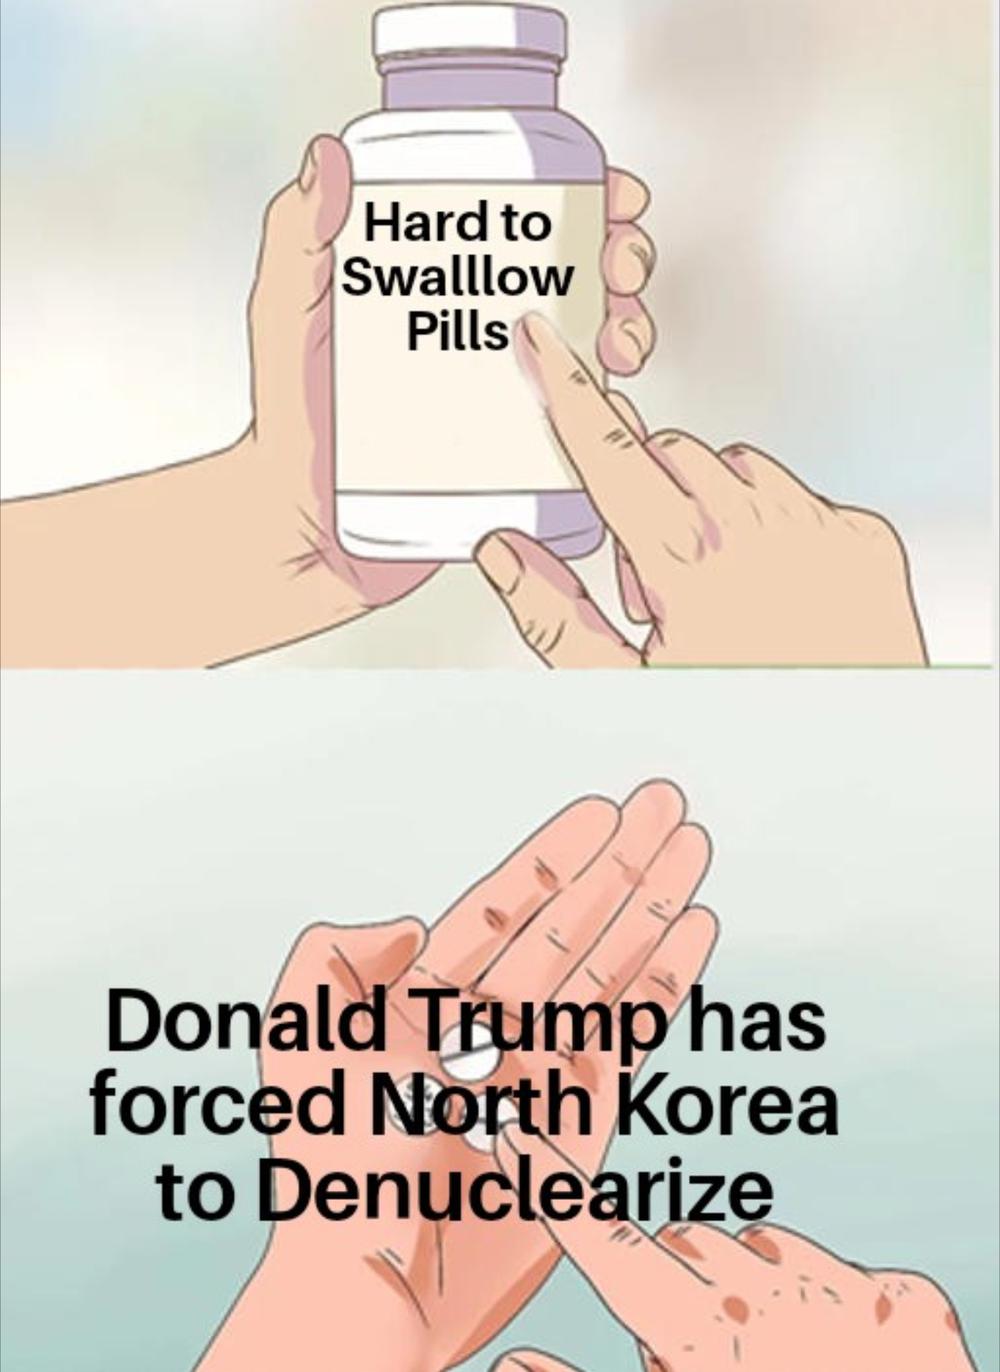 Hard to
Swalllow
Pills
Donald Trump has
forced North Korea
to Denuclearize